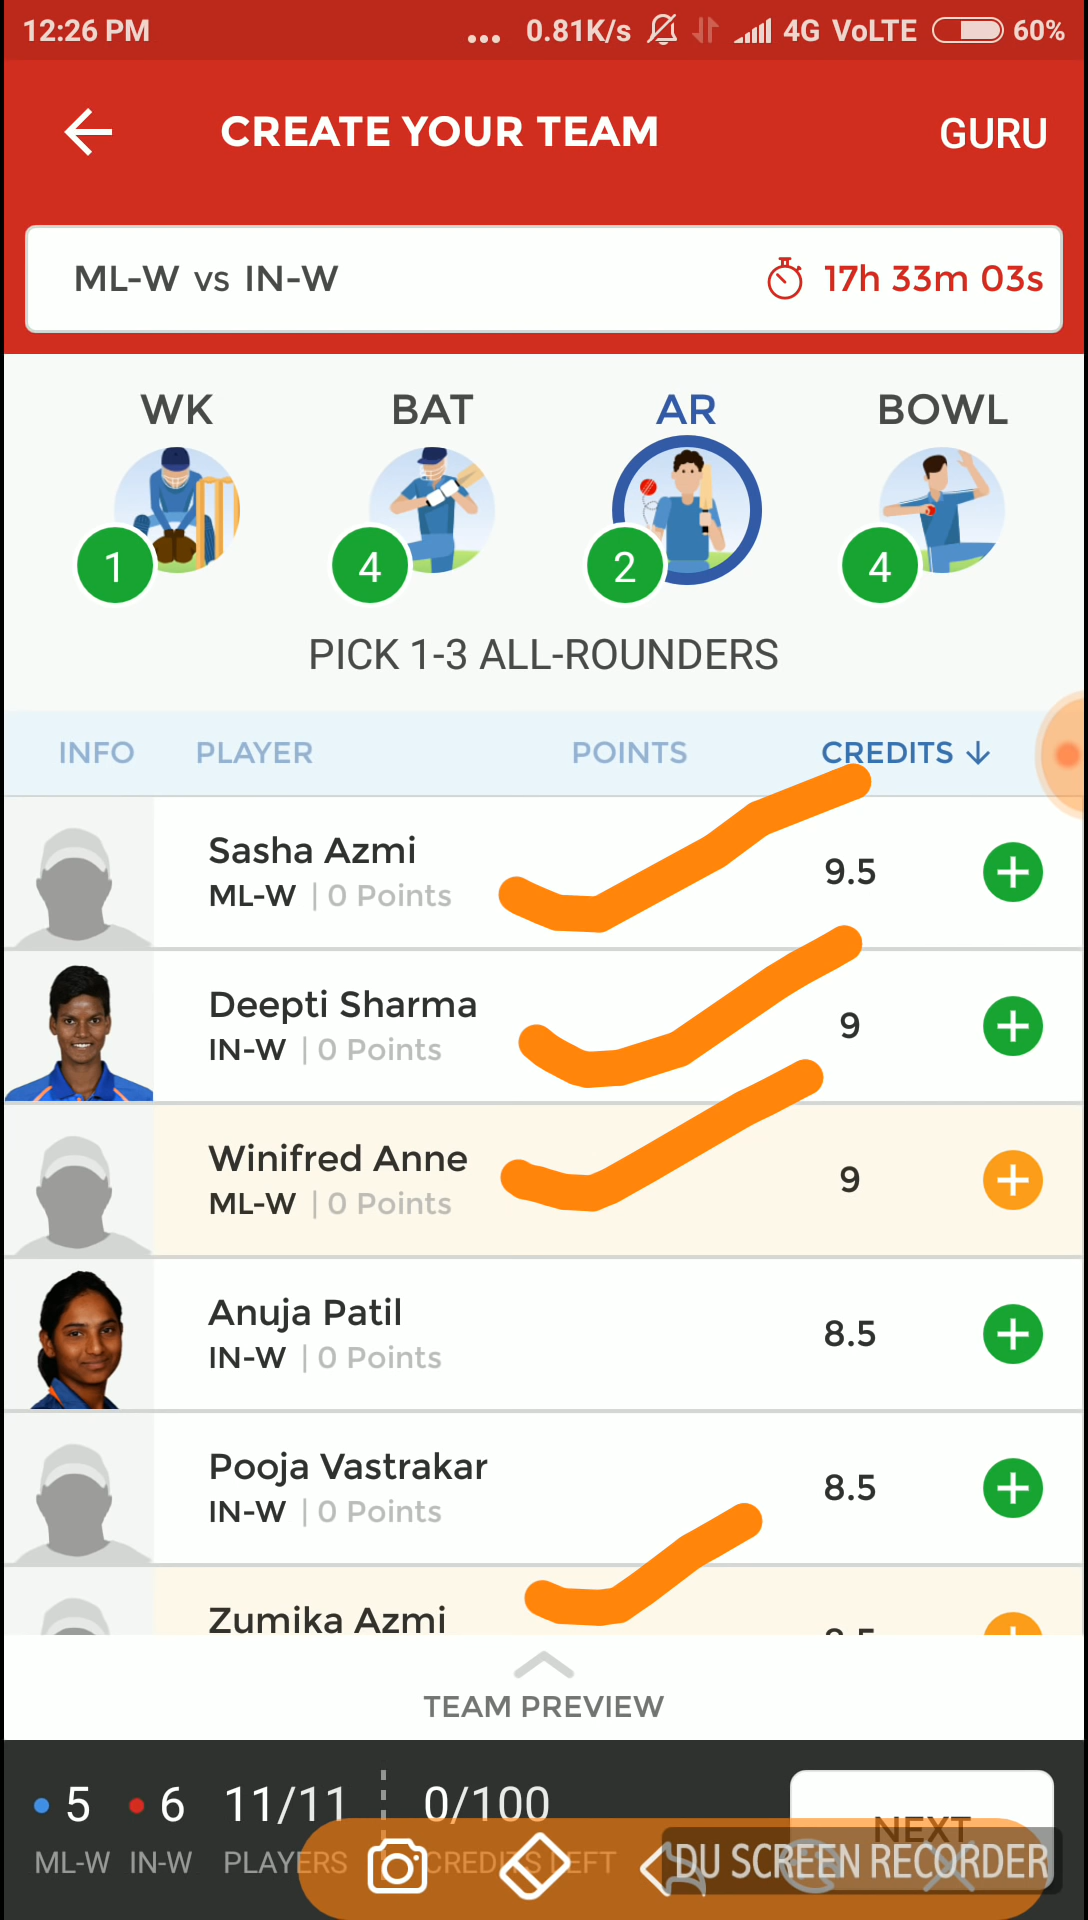 12:26 PM ... 0.81K/s 4G VoLTE 60%
CREATE YOUR TEAM GURU
ML-W vs IN-W 17h 33m 03s
WK BAT AR BOWL
1 4 2 4
PICK 1-3 ALL-ROUNDERS
INFO PLAYER POINTS CREDITS
Sasha Azmi
ML-W | 0 Points 9.5
Deepti Sharma
IN-W | 0 Points 9
Winifred Anne
ML-W | 0 Points 9
Anuja Patil
IN-W | 0 Points 8.5
Pooja Vastrakar
IN-W | 0 Points 8.5
Zumika Azmi
TEAM PREVIEW
5 6 11/11 0/100 NEXT
ML-W IN-W PLAYERS CREDITS LEFT
DU SCREEN RECORDER